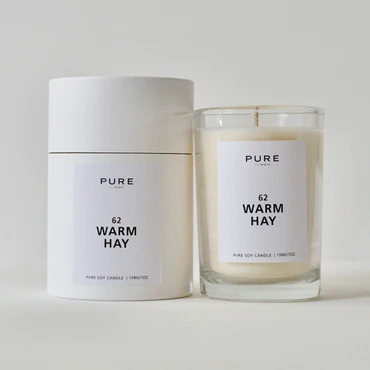 PURE
62
WARM
HAY
PURE SOY CANDLE | 198G/7OZ
PURE
62
WARM
HAY
PURE SOY CANDLE | 198G/7OZ